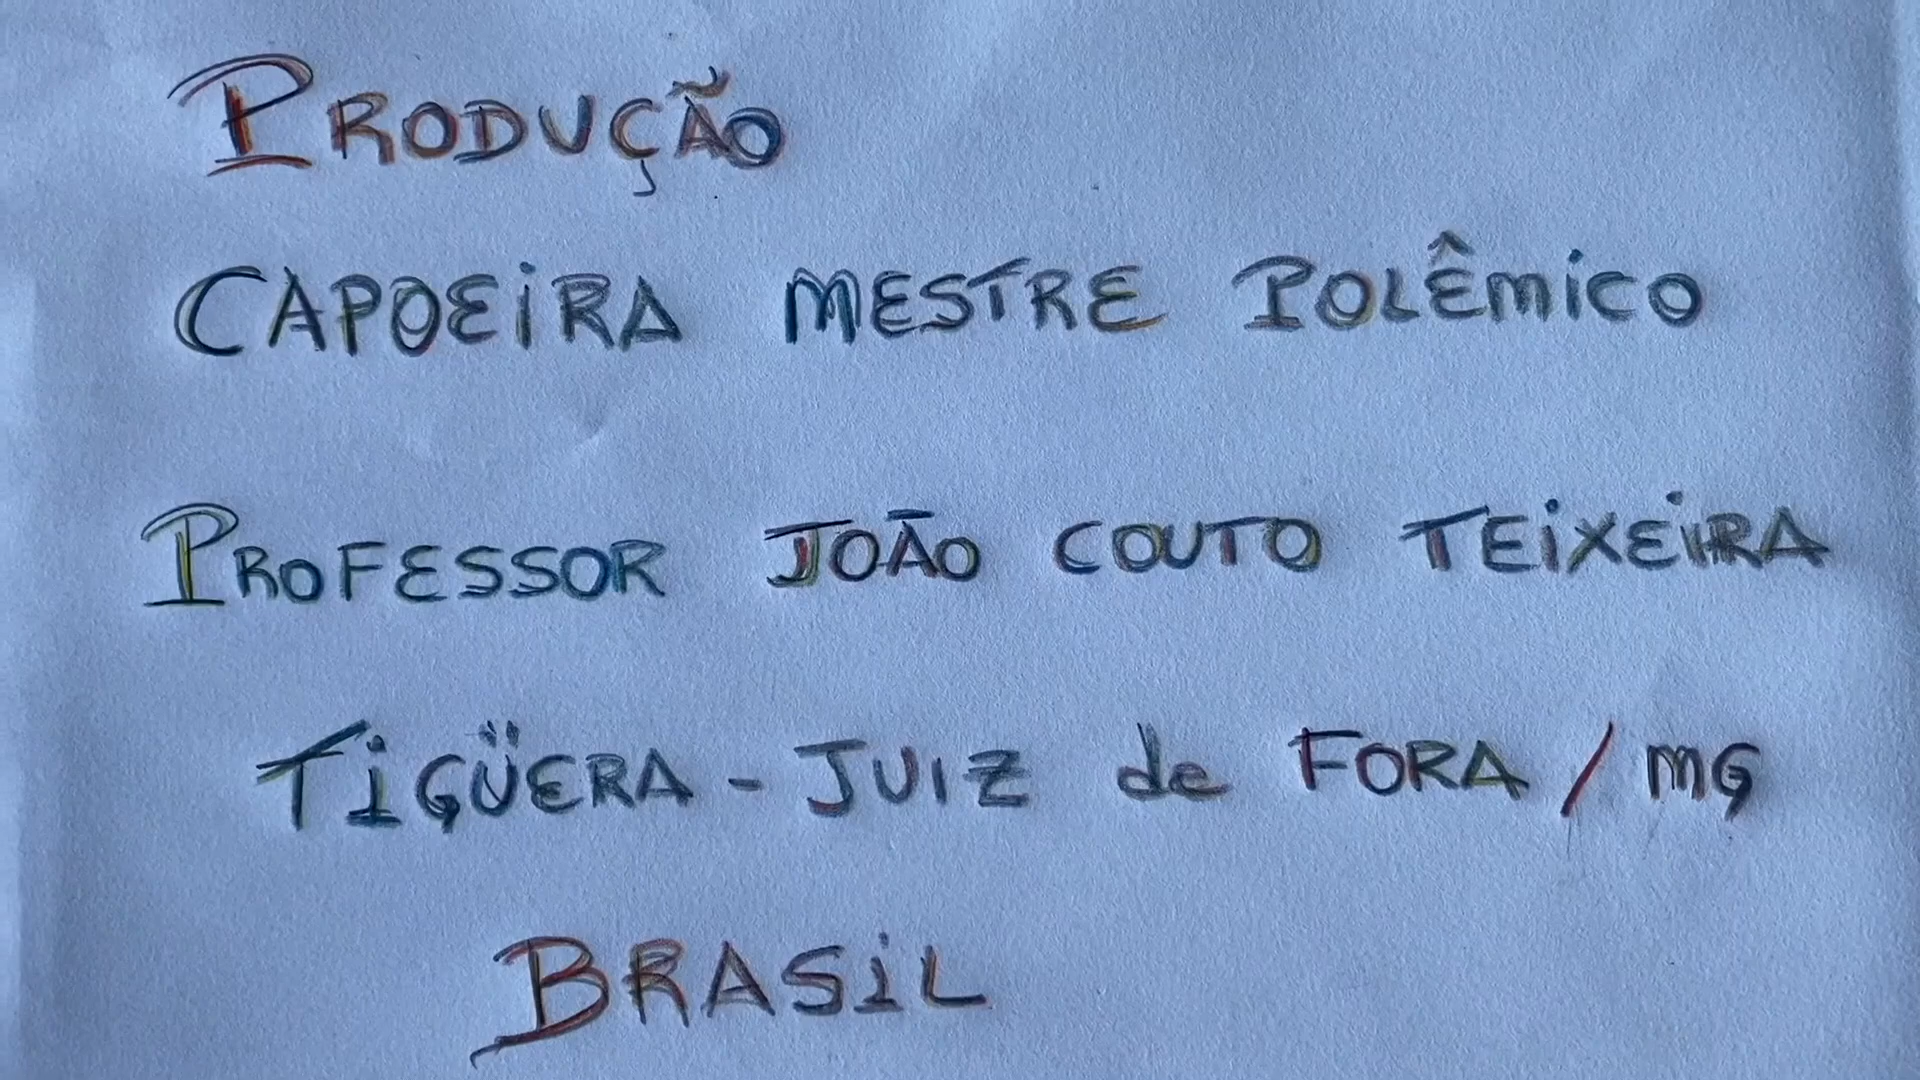 PRODUÇÃO
CAPOEiRA MESTRE POLÊMiCO
PROFESSOR JOÃO COUTO TEiXEiRA
TiGÜERA - JUIZ de FORA / MG
BRASiL